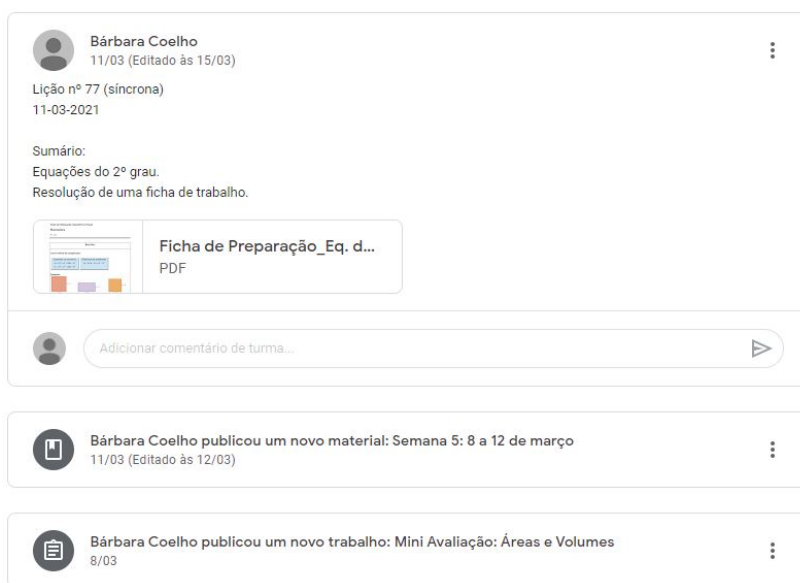 Bárbara Coelho
11/03 (Editado às 15/03)
Lição nº 77 (síncrona)
11-03-2021
Sumário:
Equações do 2º grau.
Resolução de uma ficha de trabalho.
Ficha de Preparação_Eq. d...
PDF
Adicionar comentário de turma...
Bárbara Coelho publicou um novo material: Semana 5: 8 a 12 de março
11/03 (Editado às 12/03)
Bárbara Coelho publicou um novo trabalho: Mini Avaliação: Áreas e Volumes
8/03